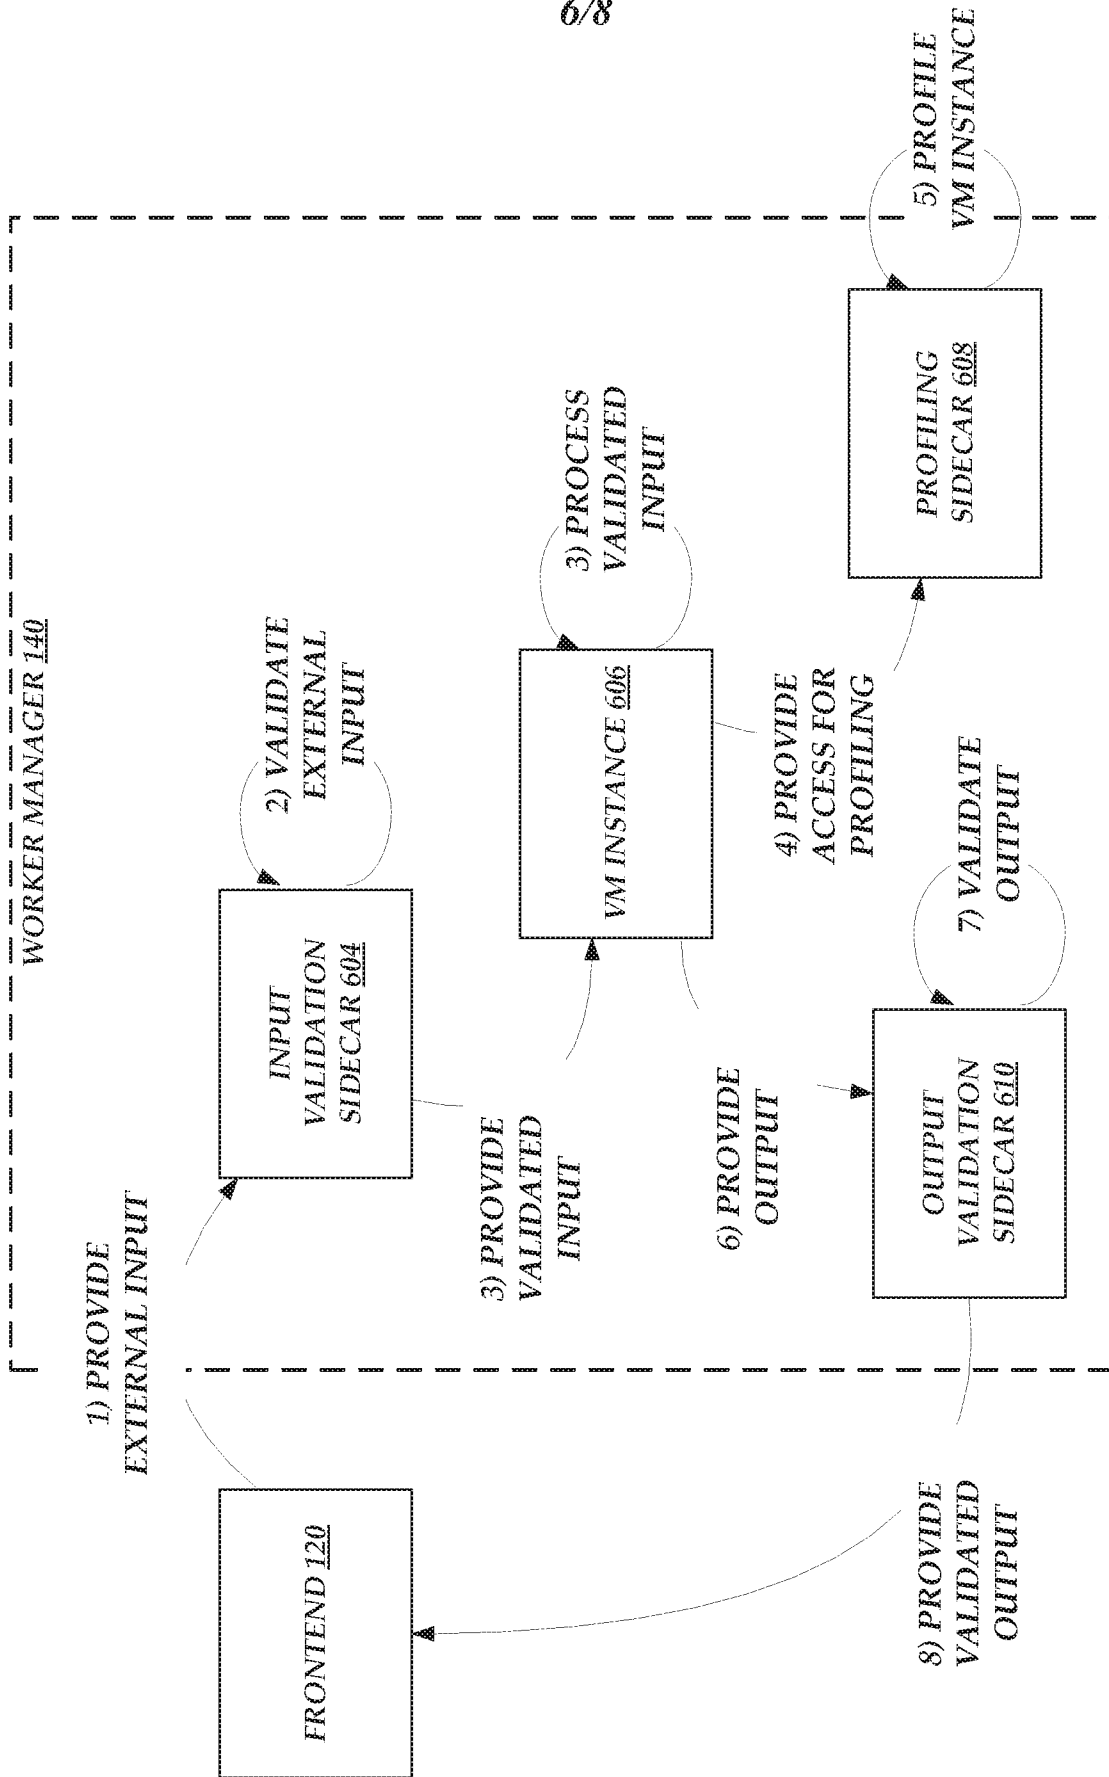 6/8
WORKER MANAGER 140
1) PROVIDE
EXTERNAL INPUT
FRONTEND 120
INPUT
VALIDATION
SIDECAR 604
2) VALIDATE
EXTERNAL
INPUT
3) PROVIDE
VALIDATED
INPUT
VM INSTANCE 606
3) PROCESS
VALIDATED
INPUT
4) PROVIDE
ACCESS FOR
PROFILING
PROFILING
SIDECAR 608
5) PROFILE
VM INSTANCE
6) PROVIDE
OUTPUT
OUTPUT
VALIDATION
SIDECAR 610
7) VALIDATE
OUTPUT
8) PROVIDE
VALIDATED
OUTPUT